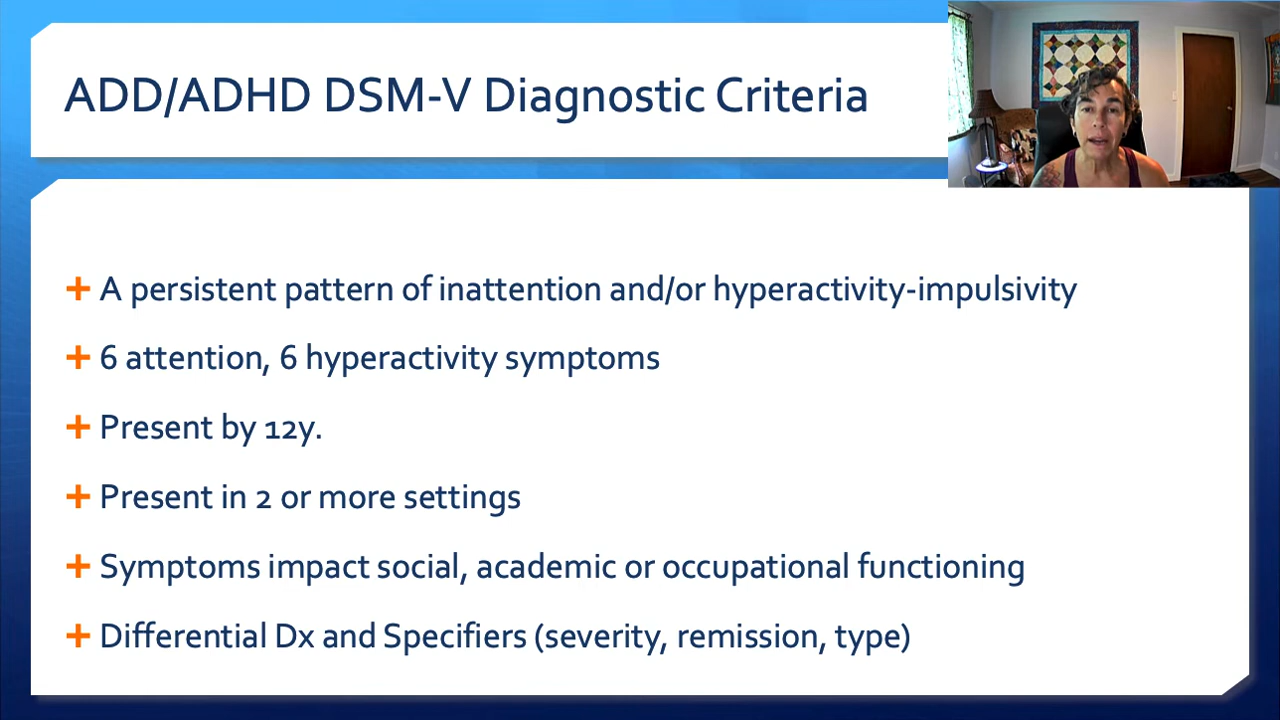 ADD/ADHD DSM-V Diagnostic Criteria
+ A persistent pattern of inattention and/or hyperactivity-impulsivity
+ 6 attention, 6 hyperactivity symptoms
+ Present by 12y.
+ Present in 2 or more settings
+ Symptoms impact social, academic or occupational functioning
+ Differential Dx and Specifiers (severity, remission, type)